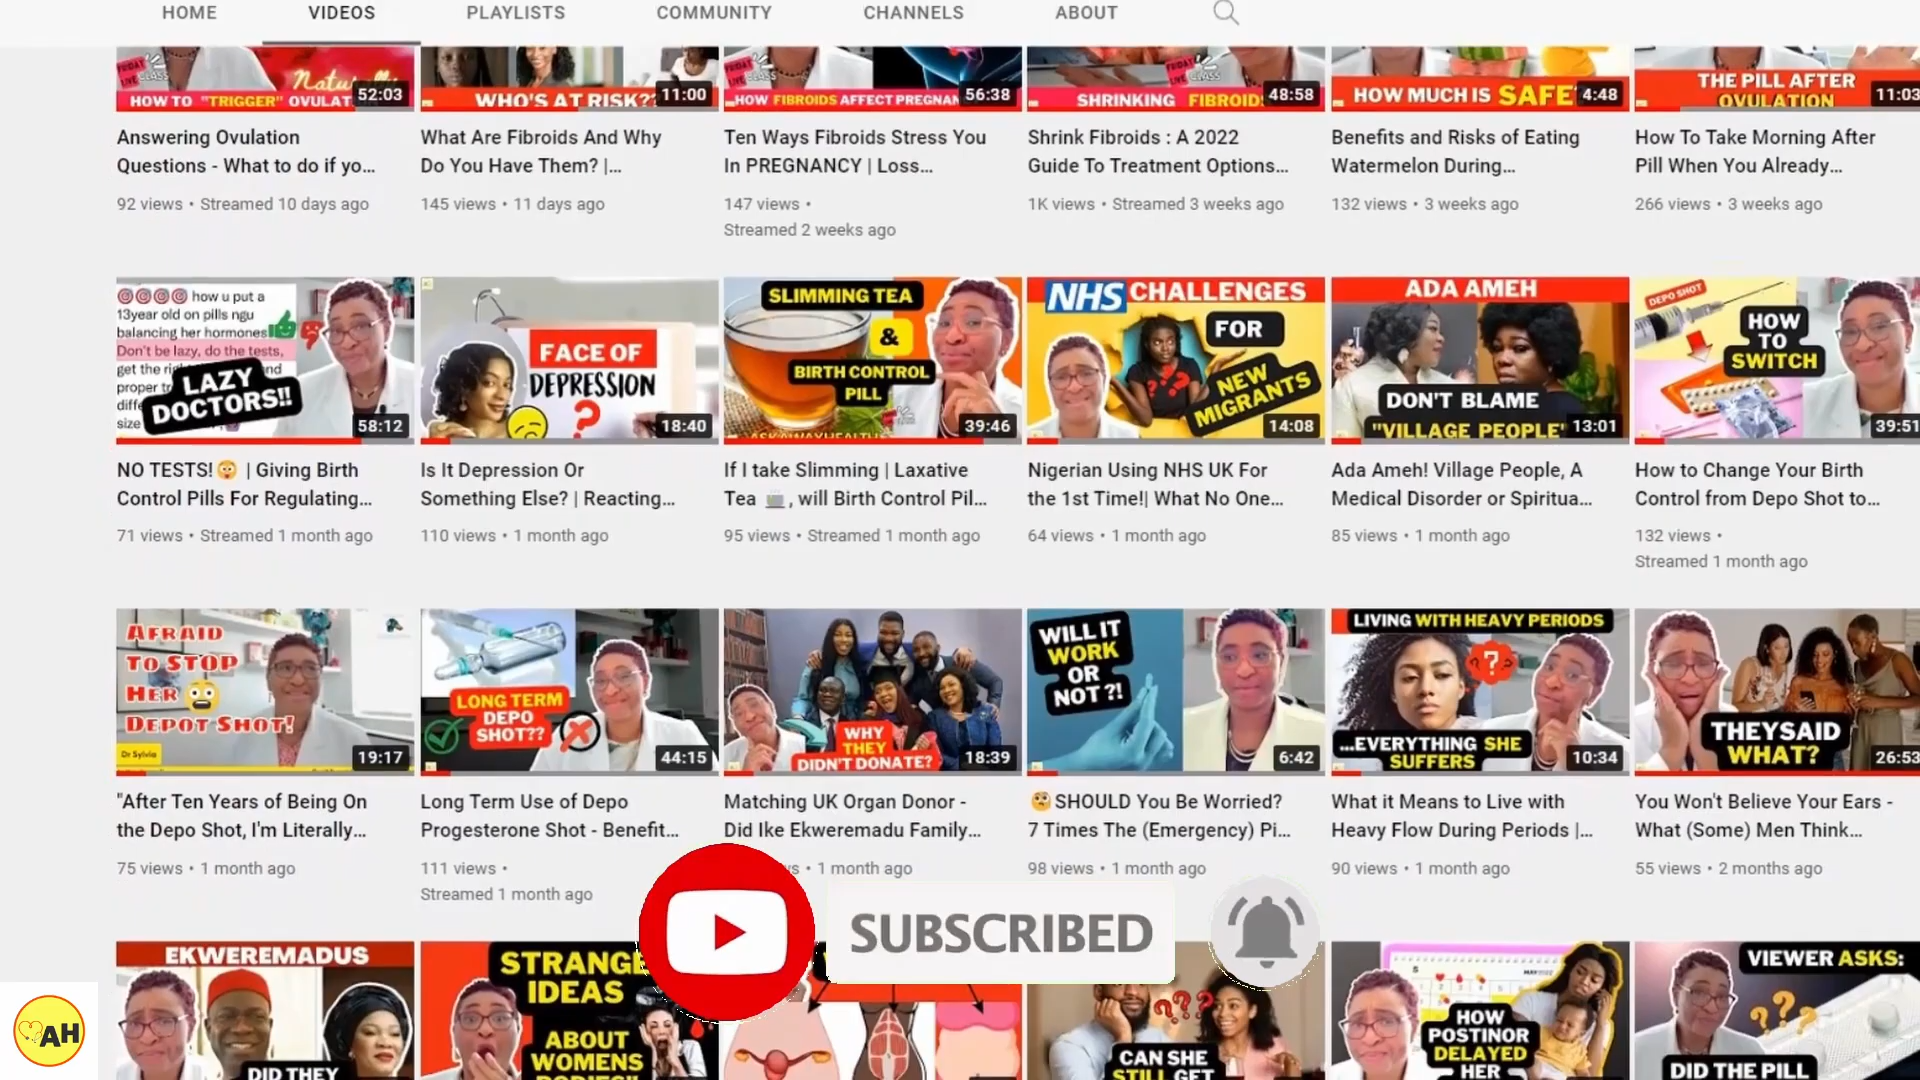 HOME VIDEOS PLAYLISTS COMMUNITY CHANNELS ABOUT
FRIDAY LIVE CLASS
HOW TO "TRIGGER" OVULAT
52:03
WHO'S AT RISK??
11:00
HOW FIBROIDS AFFECT PREGNAN
56:38
FRIDAY LIVE CLASS
SHRINKING FIBROID
48:58
HOW MUCH IS SAFE
4:48
THE PILL AFTER
OVULATION
11:03
Answering Ovulation
Questions - What to do if yo...
92 views • Streamed 10 days ago
What Are Fibroids And Why
Do You Have Them? |...
145 views • 11 days ago
Ten Ways Fibroids Stress You
In PREGNANCY | Loss...
147 views •
Streamed 2 weeks ago
Shrink Fibroids : A 2022
Guide To Treatment Options...
1K views • Streamed 3 weeks ago
Benefits and Risks of Eating
Watermelon During...
132 views • 3 weeks ago
How To Take Morning After
Pill When You Already...
266 views • 3 weeks ago
how u put a
13year old on pills ngu
balancing her hormones
Don't be lazy, do the tests,
LAZY
DOCTORS!!
58:12
FACE OF
DEPRESSION
?
18:40
SLIMMING TEA
&
BIRTH CONTROL
PILL
39:46
NHS CHALLENGES
FOR
NEW
MIGRANTS
14:08
ADA AMEH
DON'T BLAME
"VILLAGE PEOPLE"
13:01
DEPO SHOT
HOW
TO
SWITCH
39:51
NO TESTS!😲 | Giving Birth
Control Pills For Regulating...
71 views • Streamed 1 month ago
Is It Depression Or
Something Else? | Reacting...
110 views • 1 month ago
If I take Slimming | Laxative
Tea 🍵, will Birth Control Pil...
95 views • Streamed 1 month ago
Nigerian Using NHS UK For
the 1st Time!| What No One...
64 views • 1 month ago
Ada Ameh! Village People, A
Medical Disorder or Spiritua...
85 views • 1 month ago
How to Change Your Birth
Control from Depo Shot to...
132 views •
Streamed 1 month ago
AFRAID
TO STOP
HER
DEPOT SHOT!
Dr Sylvia
19:17
LONG TERM
DEPO
SHOT??
44:15
WHY
THEY
DIDN'T DONATE?
18:39
WILL IT
WORK
OR
NOT ?!
6:42
LIVING WITH HEAVY PERIODS
?
...EVERYTHING SHE
SUFFERS
10:34
THEY SAID
WHAT?
26:53
"After Ten Years of Being On
the Depo Shot, I'm Literally...
75 views • 1 month ago
Long Term Use of Depo
Progesterone Shot - Benefit...
111 views •
Streamed 1 month ago
Matching UK Organ Donor -
Did Ike Ekweremadu Family...
1 month ago
🧐SHOULD You Be Worried?
7 Times The (Emergency) Pi...
98 views • 1 month ago
What it Means to Live with
Heavy Flow During Periods |...
90 views • 1 month ago
You Won't Believe Your Ears -
What (Some) Men Think...
55 views • 2 months ago
SUBSCRIBED
EKWEREMADUS
DID THEY
STRANGE
IDEAS
ABOUT
WOMENS
BODIES"
???
CAN SHE
STILL GET
MAY 2022
HOW
POSTINOR
DELAYED
HER
VIEWER ASKS:
???
DID THE PILL
AH